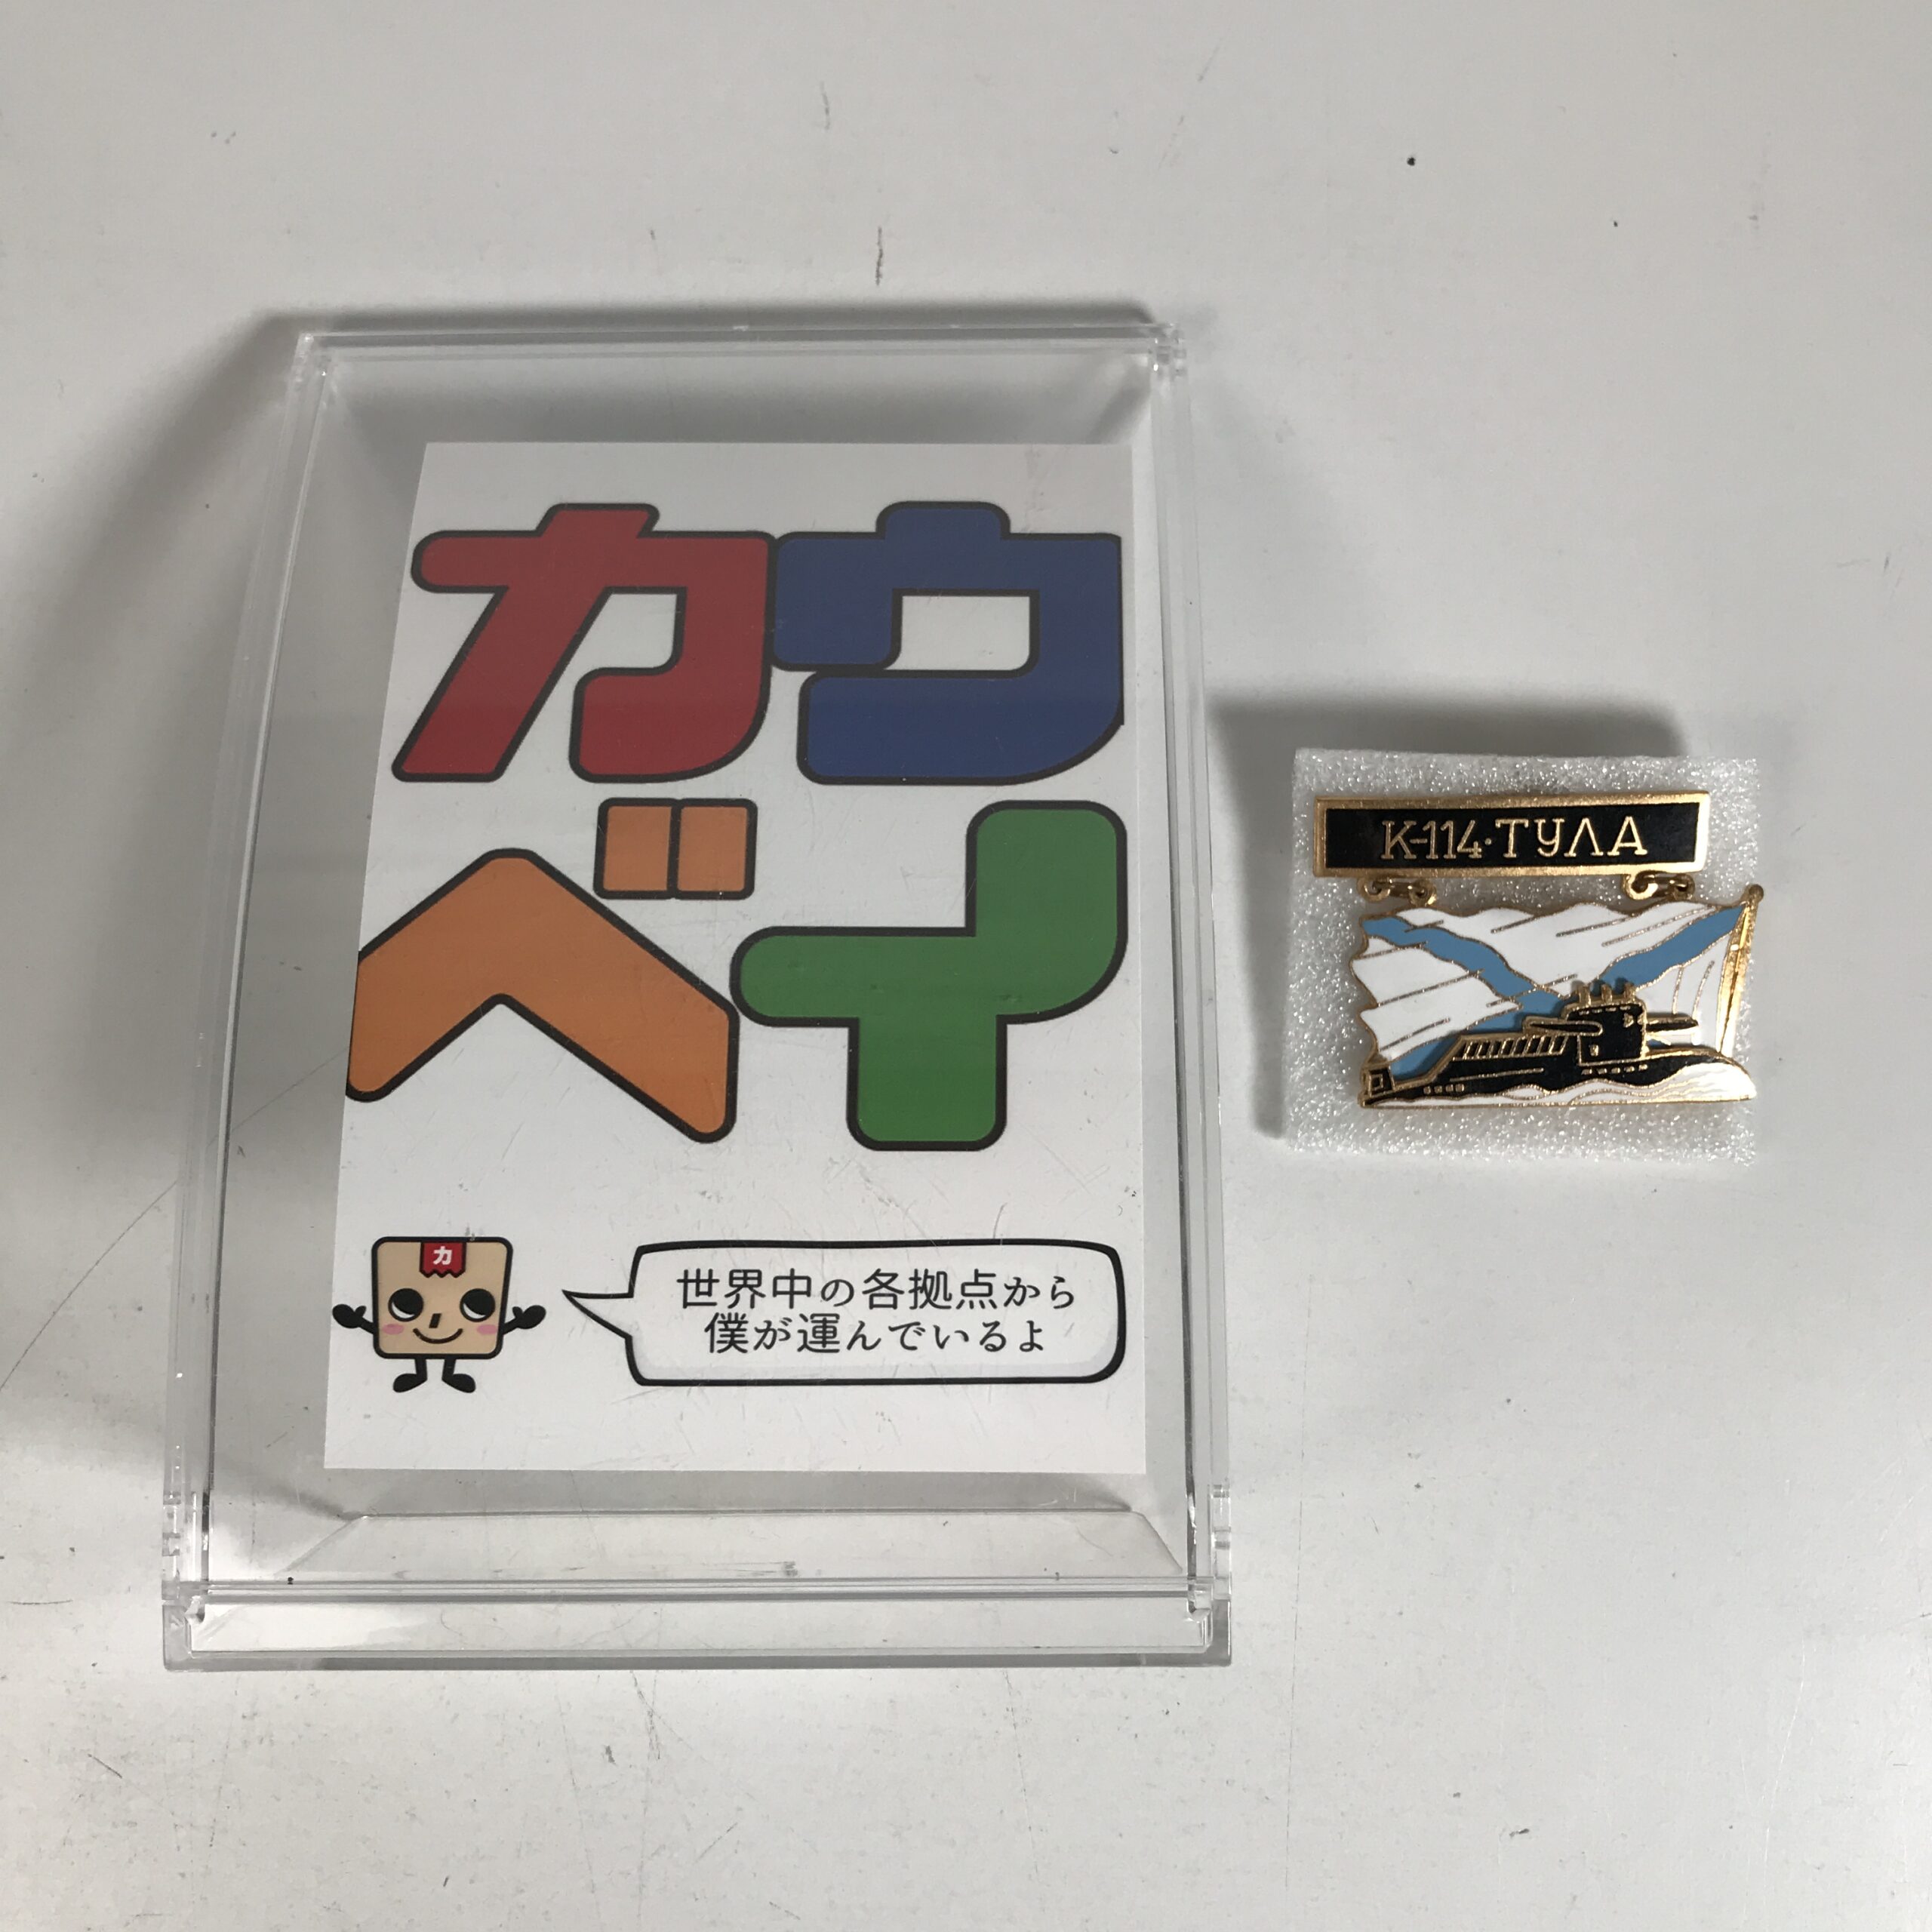 カウ
ベイ
カ
世界中の各拠点から
僕が運んでいるよ
К-114·ТУЛА